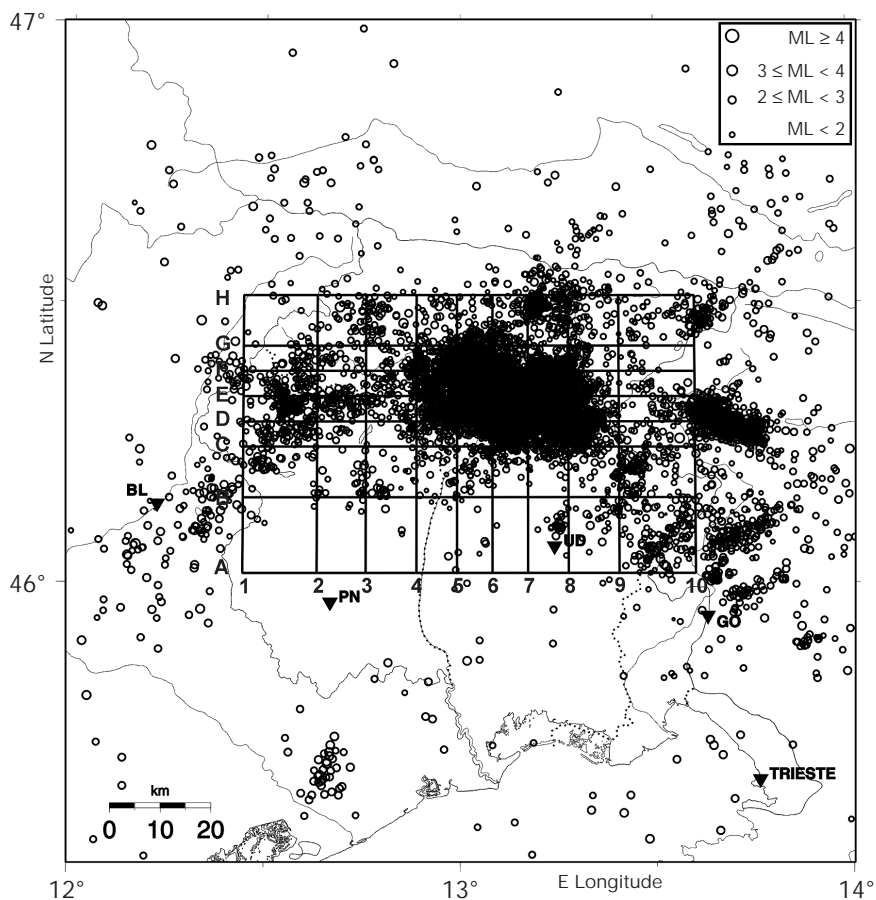 47°
ML ≥ 4
3 ≤ ML < 4
2 ≤ ML < 3
ML < 2
N Latitude
H
G
E
D
C
BL
UD
A
1
2
3
4
5
6
7
8
9
10
46°
PN
GO
TRIESTE
km
0
10
20
12°
13°
E Longitude
14°